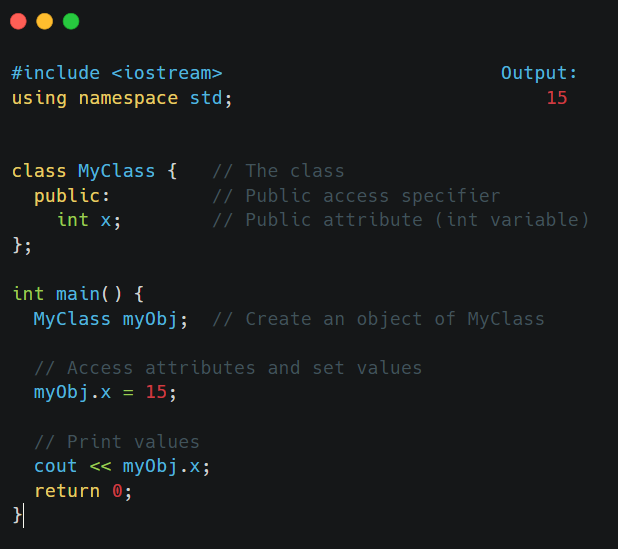 #include <iostream>
Output:
using namespace std;
15
class MyClass {   // The class
  public:         // Public access specifier
    int x;        // Public attribute (int variable)
};
int main() {
  MyClass myObj;  // Create an object of MyClass
  // Access attributes and set values
  myObj.x = 15;
  // Print values
  cout << myObj.x;
  return 0;
}